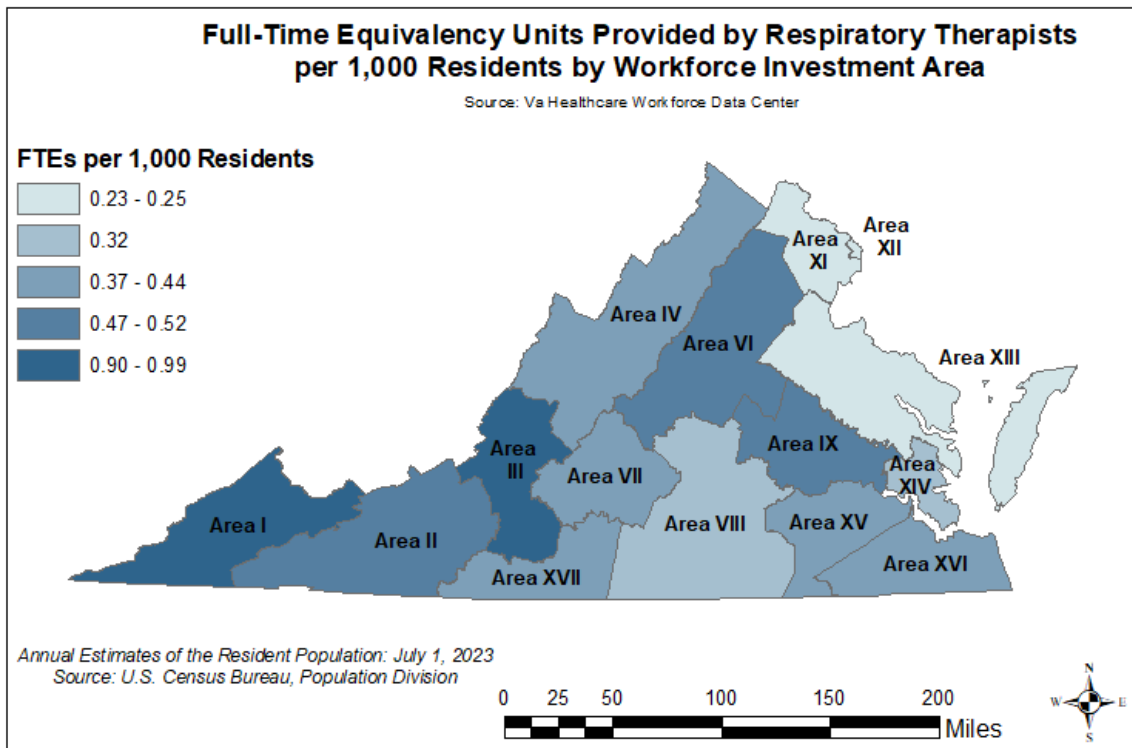 Full-Time Equivalency Units Provided by Respiratory Therapists
per 1,000 Residents by Workforce Investment Area
Source: Va Healthcare Workforce Data Center
FTEs per 1,000 Residents
0.23 - 0.25
0.32
0.37 - 0.44
0.47 - 0.52
0.90 - 0.99
Area
XII
Area
XI
Area IV
Area VI
Area XIII
Area
III
Area IX
Area VII
Area
XIV
Area I
Area II
Area VIII
Area XV
Area XVII
Area XVI
Annual Estimates of the Resident Population: July 1, 2023
Source: U.S. Census Bureau, Population Division
0 25 50 100 150 200
Miles
N
W E
S